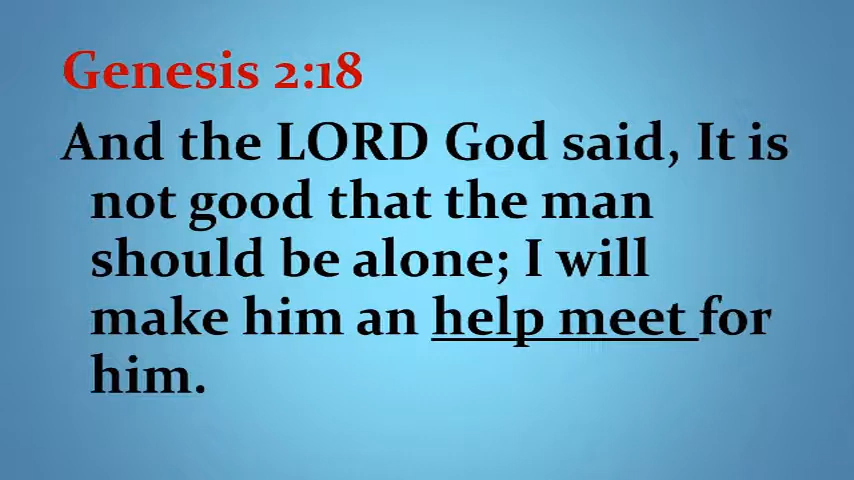 Genesis 2:18
And the LORD God said, It is
not good that the man
should be alone; I will
make him an help meet for
him.